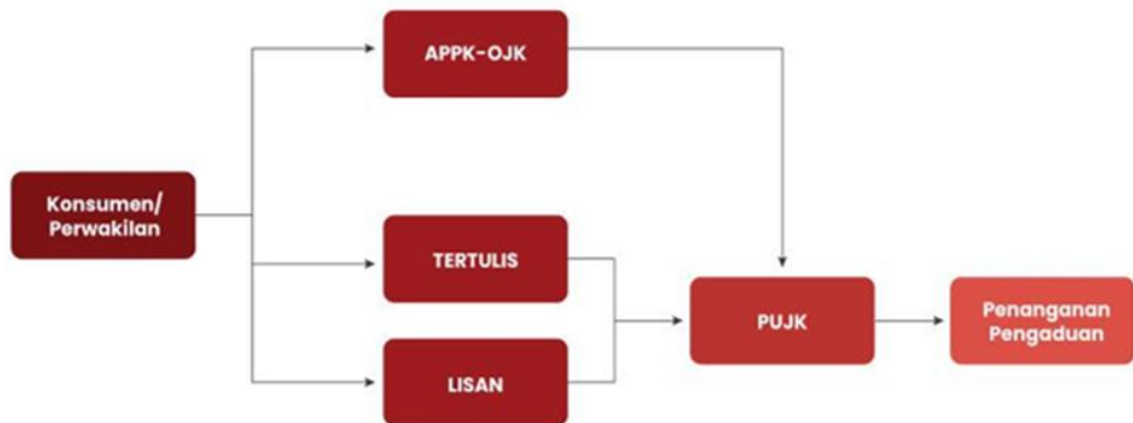 APPK-OJK
Konsumen/
Perwakilan
TERTULIS
LISAN
PUJK
Penanganan
Pengaduan